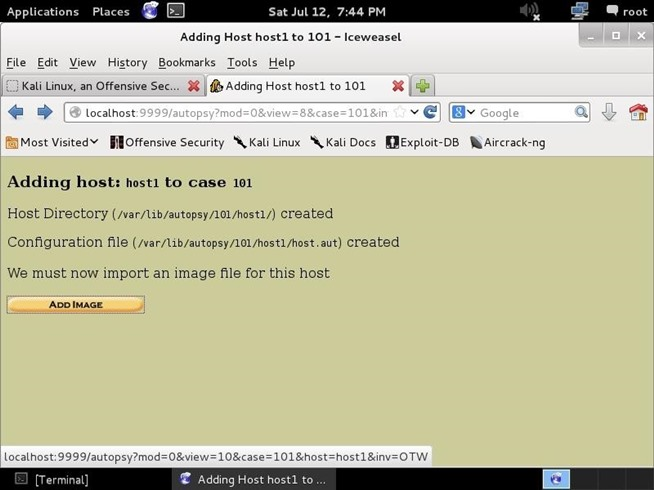 Applications Places Sat Jul 12, 7:44 PM root
Adding Host host1 to 101 – Iceweasel
File Edit View History Bookmarks Tools Help
Kali Linux, an Offensive Sec... Adding Host host1 to 101
localhost:9999/autopsy?mod=0&view=8&case=101&in Google
Most Visited Offensive Security Kali Linux Kali Docs Exploit-DB Aircrack-ng
Adding host: host1 to case 101
Host Directory (/var/lib/autopsy/101/host1/) created
Configuration file (/var/lib/autopsy/101/host1/host.aut) created
We must now import an image file for this host
ADD IMAGE
localhost:9999/autopsy?mod=0&view=10&case=101&host=host1&inv=OTW
[Terminal] Adding Host host1 to ...